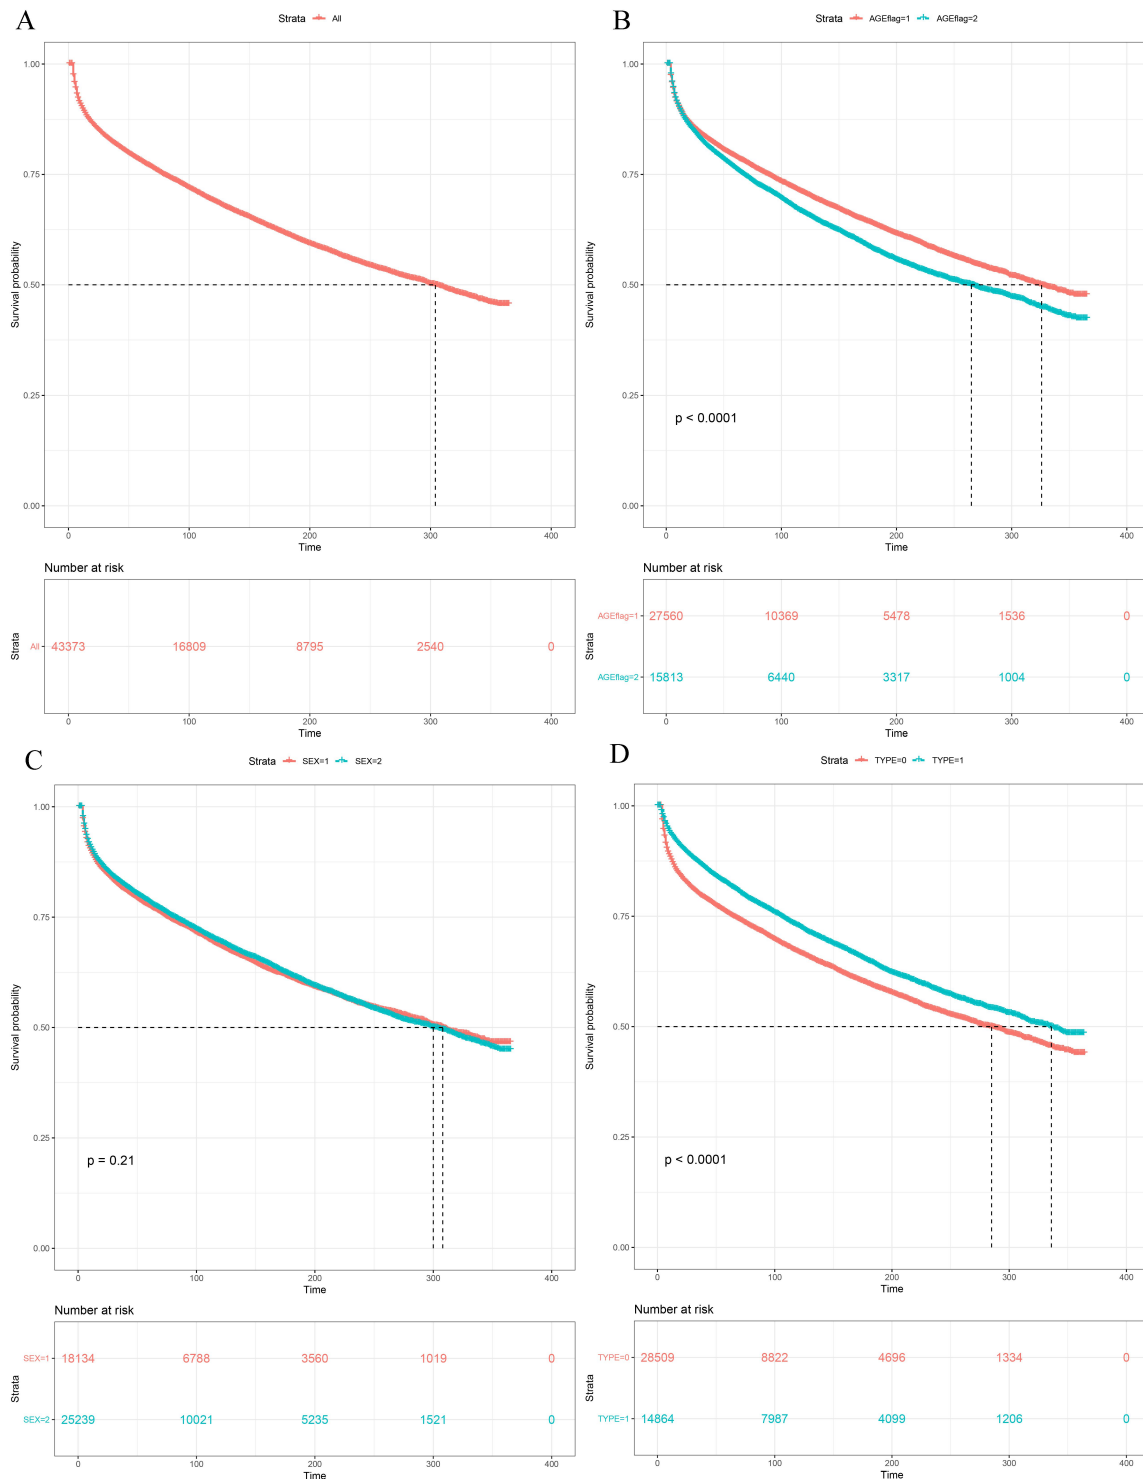 A
Strata All
1.00
0.75
0.50
0.25
0.00
Survival probability
0 100 200 300 400
Time
Number at risk
Strata
All 43373 16809 8795 2540 0
0 100 200 300 400
Time
B
Strata AGEflag=1 AGEflag=2
1.00
0.75
0.50
0.25
0.00
Survival probability
p < 0.0001
0 100 200 300 400
Time
Number at risk
Strata
AGEflag=1 27560 10369 5478 1536 0
AGEflag=2 15813 6440 3317 1004 0
0 100 200 300 400
Time
C
Strata SEX=1 SEX=2
1.00
0.75
0.50
0.25
0.00
Survival probability
p = 0.21
0 100 200 300 400
Time
Number at risk
Strata
SEX=1 18134 6788 3560 1019 0
SEX=2 25239 10021 5235 1521 0
0 100 200 300 400
Time
D
Strata TYPE=0 TYPE=1
1.00
0.75
0.50
0.25
0.00
Survival probability
p < 0.0001
0 100 200 300 400
Time
Number at risk
Strata
TYPE=0 28509 8822 4696 1334 0
TYPE=1 14864 7987 4099 1206 0
0 100 200 300 400
Time